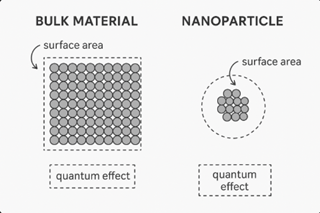 BULK MATERIAL
surface area
quantum effect
NANOPARTICLE
surface area
quantum
effect